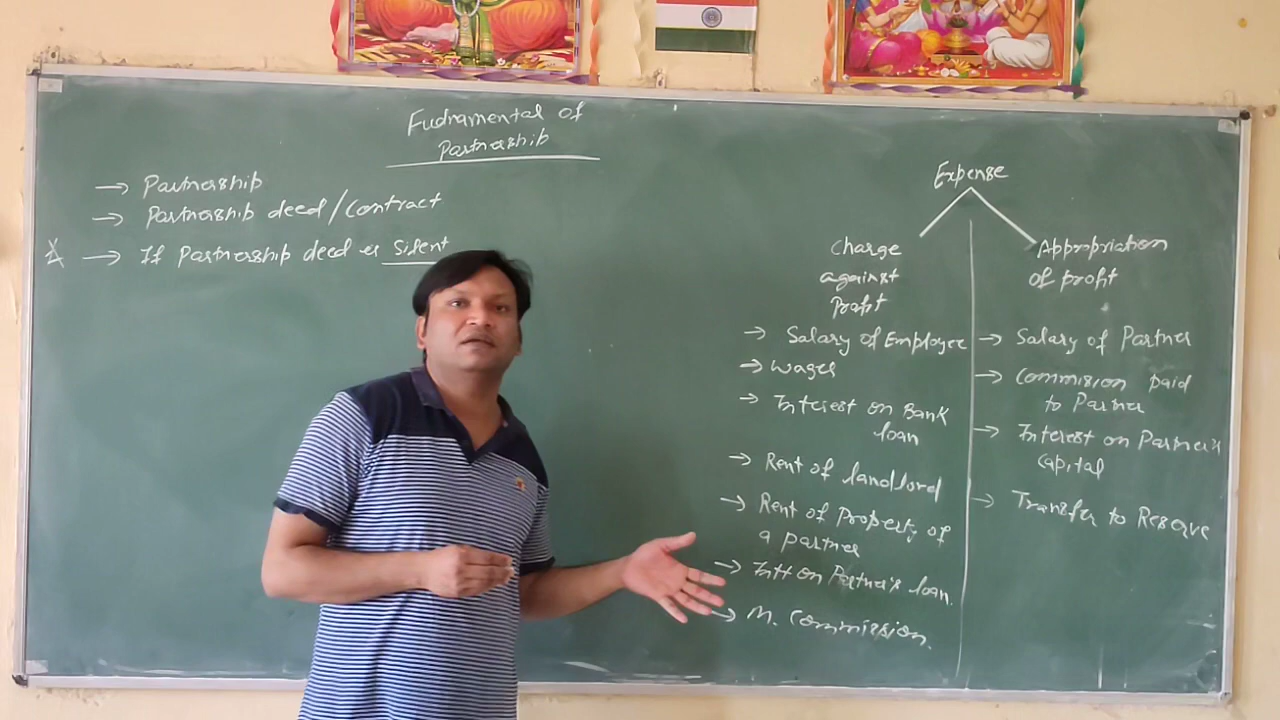 Fudramental of
Partnership
→ Partnership
→ Partnership deed/Contract
→ If Partnership deed is Silent
Expense
Charge
against
Profit
→ Salary of Employee
→ Wages
→ Interest on Bank
loan
→ Rent of landlord
→ Rent of Property of
a partner
→ Intt on Partner's loan.
→ M. Commission.
Appropriation
of profit
→ Salary of Partner
→ Commision paid
to Partner
→ Interest on Partner's
Capital
→ Transfer to Reserve